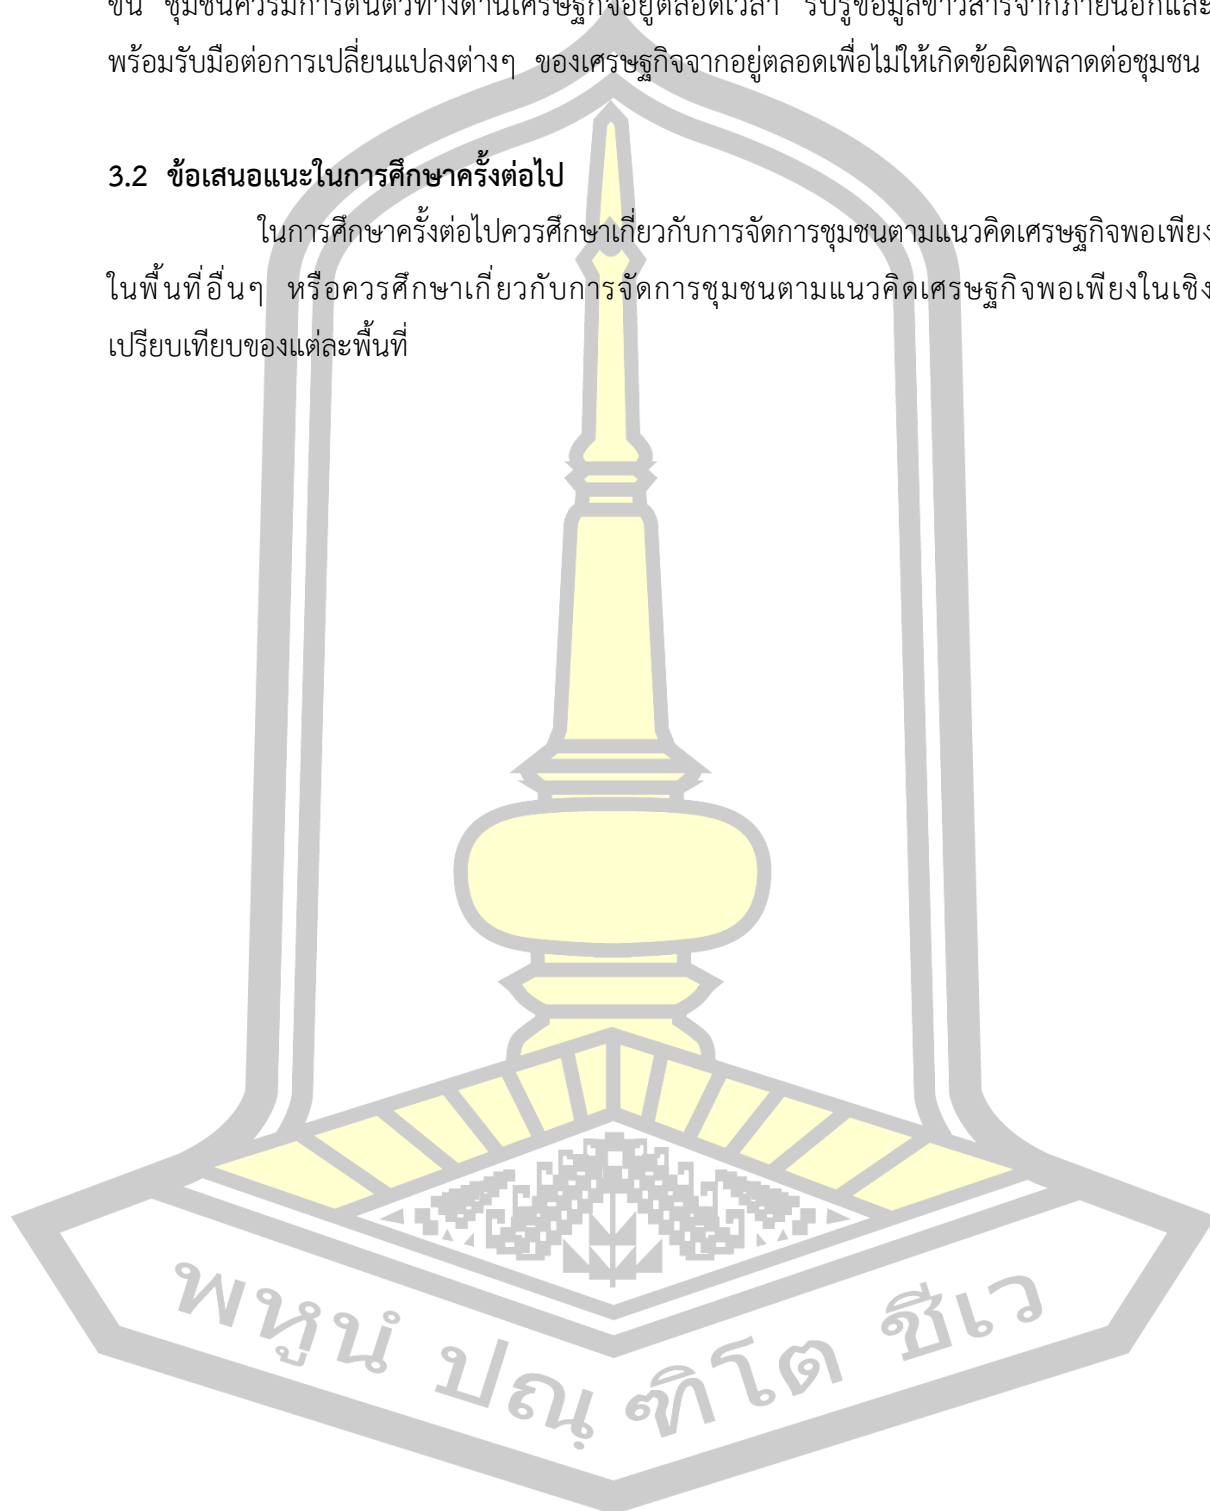 ขึ้น ชุมชนควรมีการตื่นตัวทางด้านเศรษฐกิจอยู่ตลอดเวลา รับรู้ข้อมูลข่าวสารจากภายนอกและ
พร้อมรับมือต่อการเปลี่ยนแปลงต่างๆ ของเศรษฐกิจจากอยู่ตลอดเพื่อไม่ให้เกิดข้อผิดพลาดต่อชุมชน
3.2 ข้อเสนอแนะในการศึกษาครั้งต่อไป
ในการศึกษาครั้งต่อไปควรศึกษาเกี่ยวกับการจัดการชุมชนตามแนวคิดเศรษฐกิจพอเพียง
ในพื้นที่อื่นๆ หรือควรศึกษาเกี่ยวกับการจัดการชุมชนตามแนวคิดเศรษฐกิจพอเพียงในเชิง
เปรียบเทียบของแต่ละพื้นที่
พหูนํ ปณฺ ฑิโต ชีเว